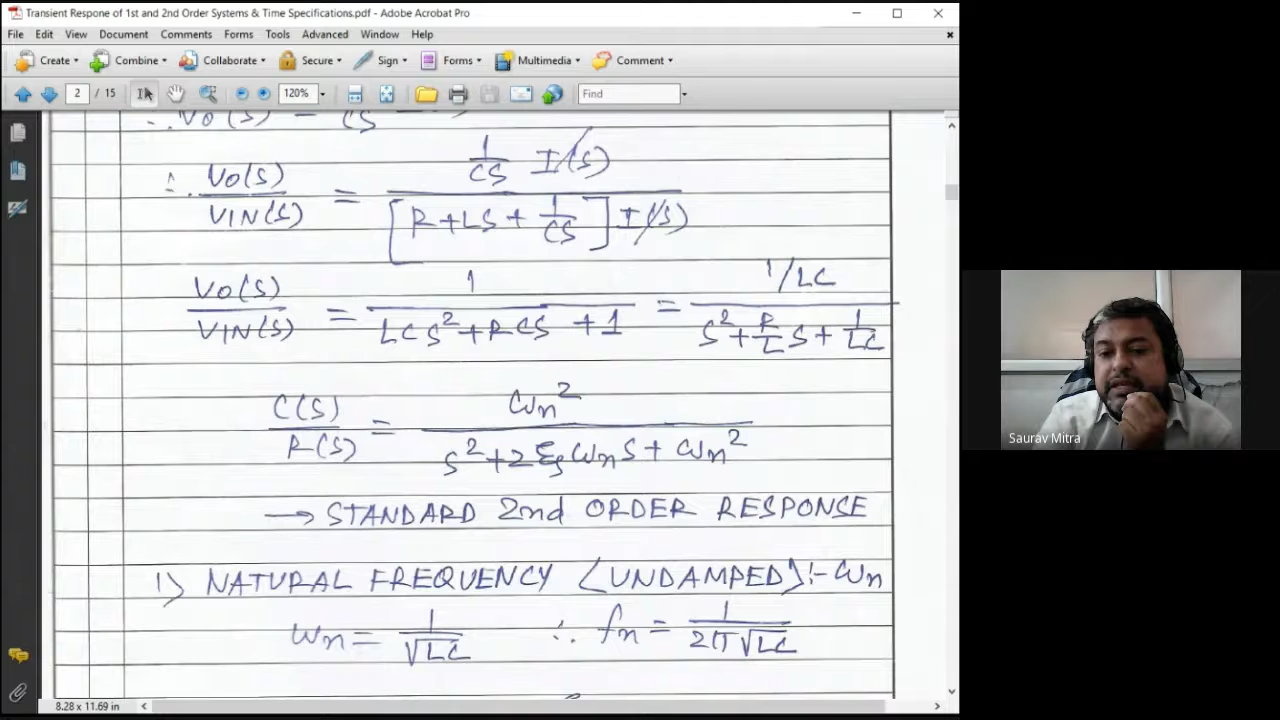 Transient Respone of 1st and 2nd Order Systems & Time Specifications.pdf - Adobe Acrobat Pro
File Edit View Document Comments Forms Tools Advanced Window Help
Create Combine Collaborate Secure Sign Forms Multimedia Comment
2 / 15 120% Find
∴ Vo(s) = 1/CS
∴ Vo(s)/VIN(s) = 1/CS I(s) / [R+LS+1/CS] I(s)
Vo(s)/VIN(s) = 1 / LCS²+RCS+1 = 1/LC / S²+R/L S+1/LC
C(S)/R(S) = ωn² / S²+2ξωnS+ωn²
→ STANDARD 2nd ORDER RESPONSE
1) NATURAL FREQUENCY (UNDAMPED):- ωn
ωn = 1/√LC ∴ fn = 1/2π√LC
8.28 x 11.69 in
Saurav Mitra